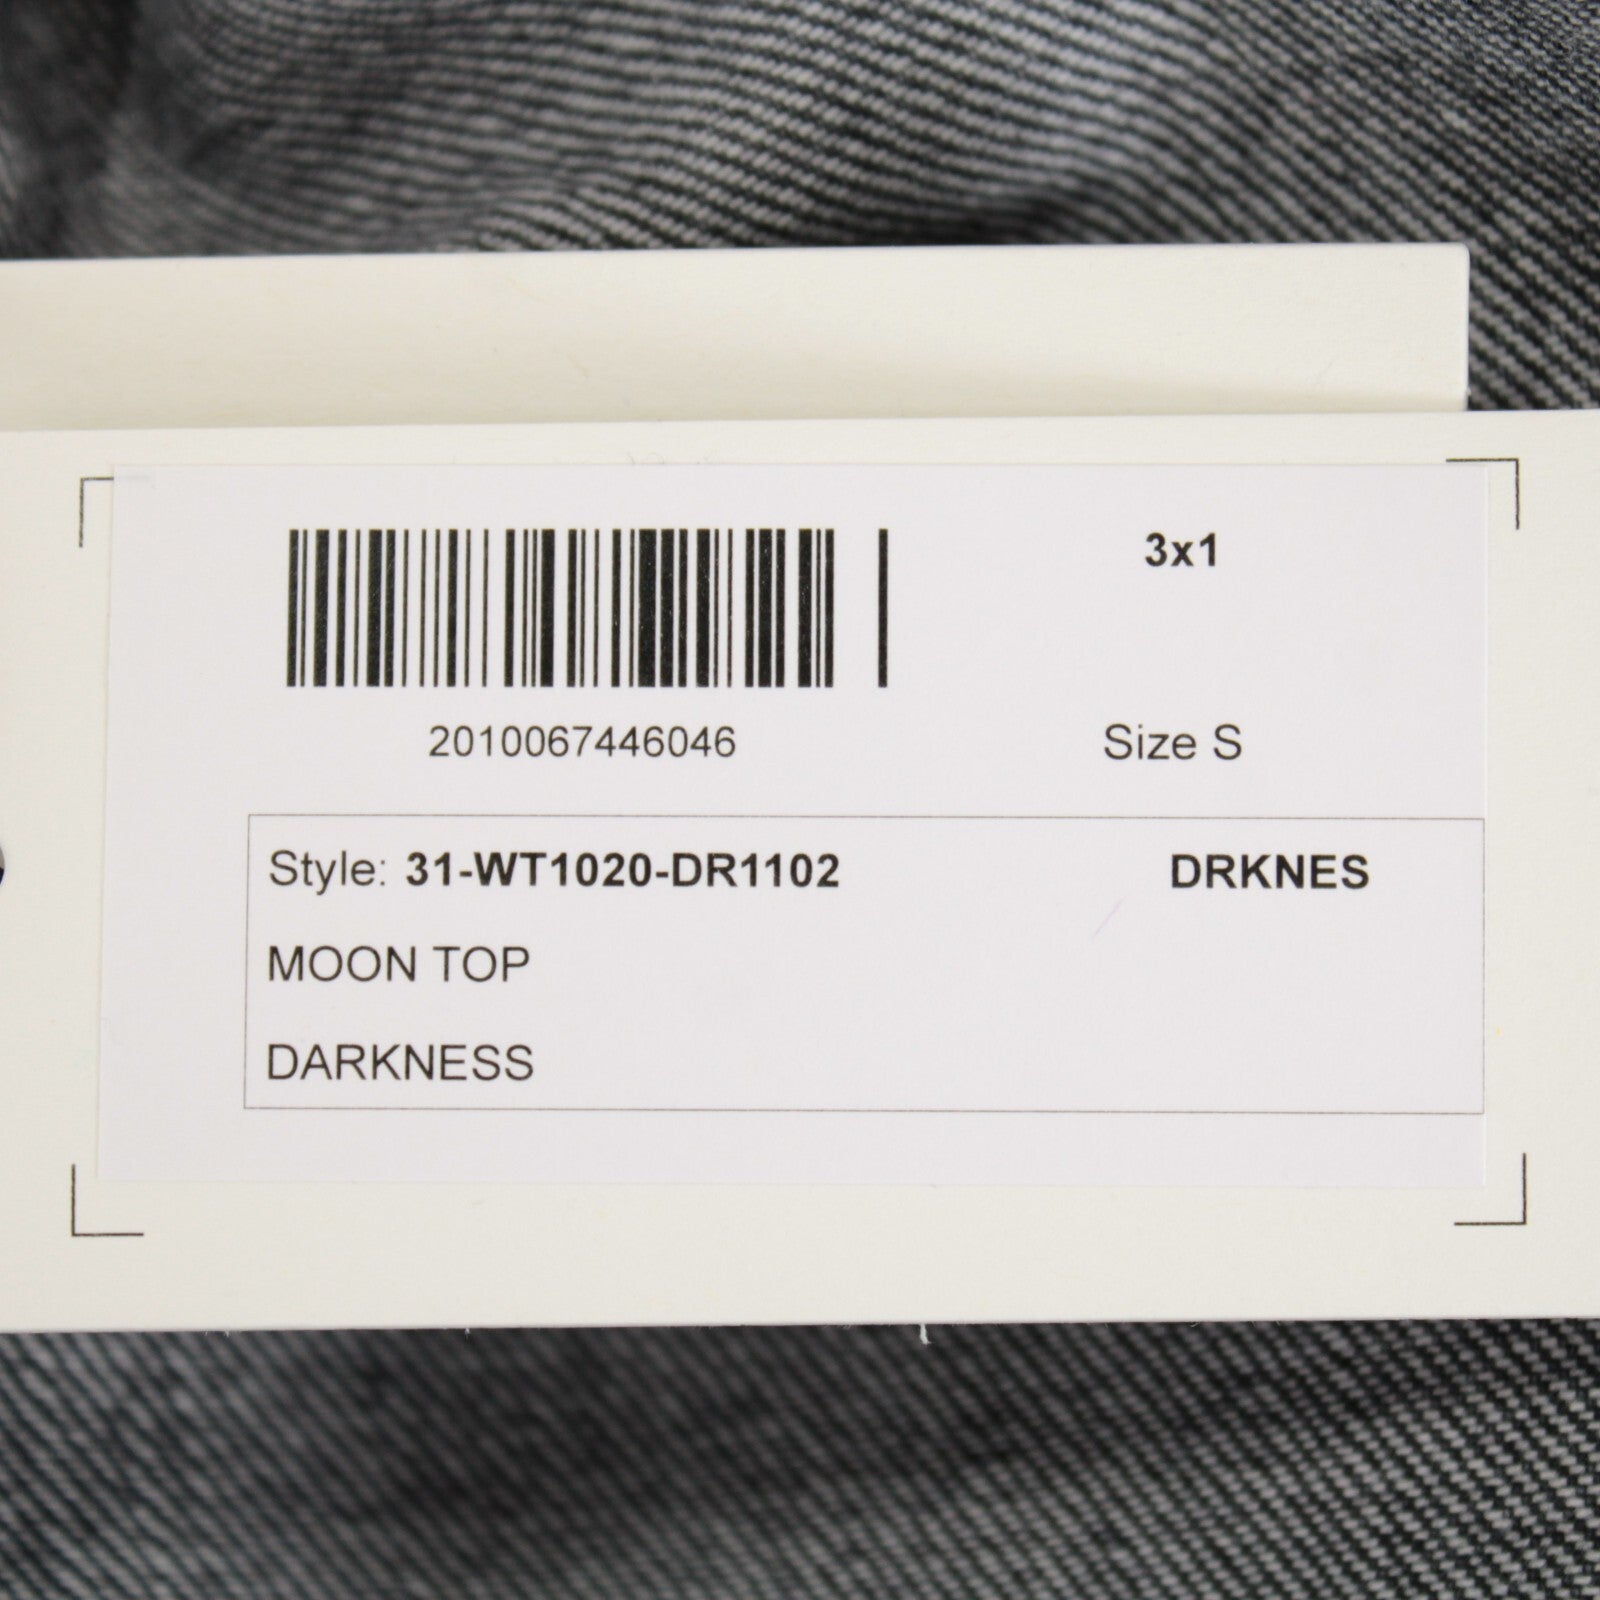 3x1
2010067446046
Size S
Style: 31-WT1020-DR1102 DRKNES
MOON TOP
DARKNESS